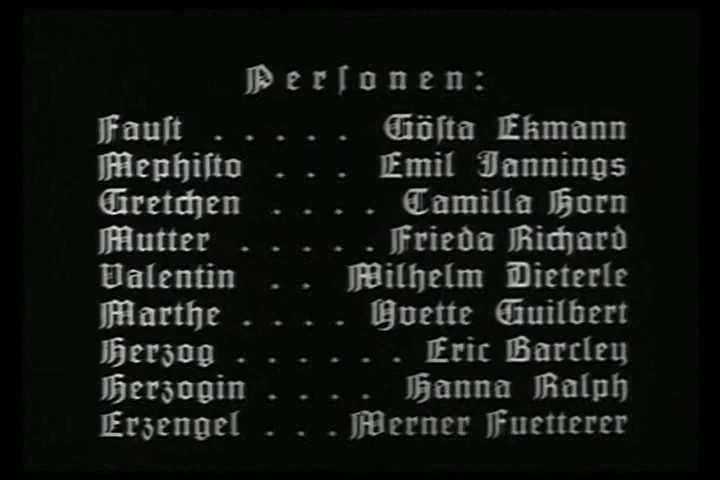 Perſonen:
Fauſt ..... Göſta Ekmann
Mephiſto ... Emil Jannings
Gretchen .... Camilla Horn
Mutter ..... Frieda Richard
Valentin .. Wilhelm Dieterle
Marthe .... Yvette Guilbert
Herzog ...... Eric Barcley
Herzogin .... Hanna Ralph
Erzengel ... Werner Fuetterer